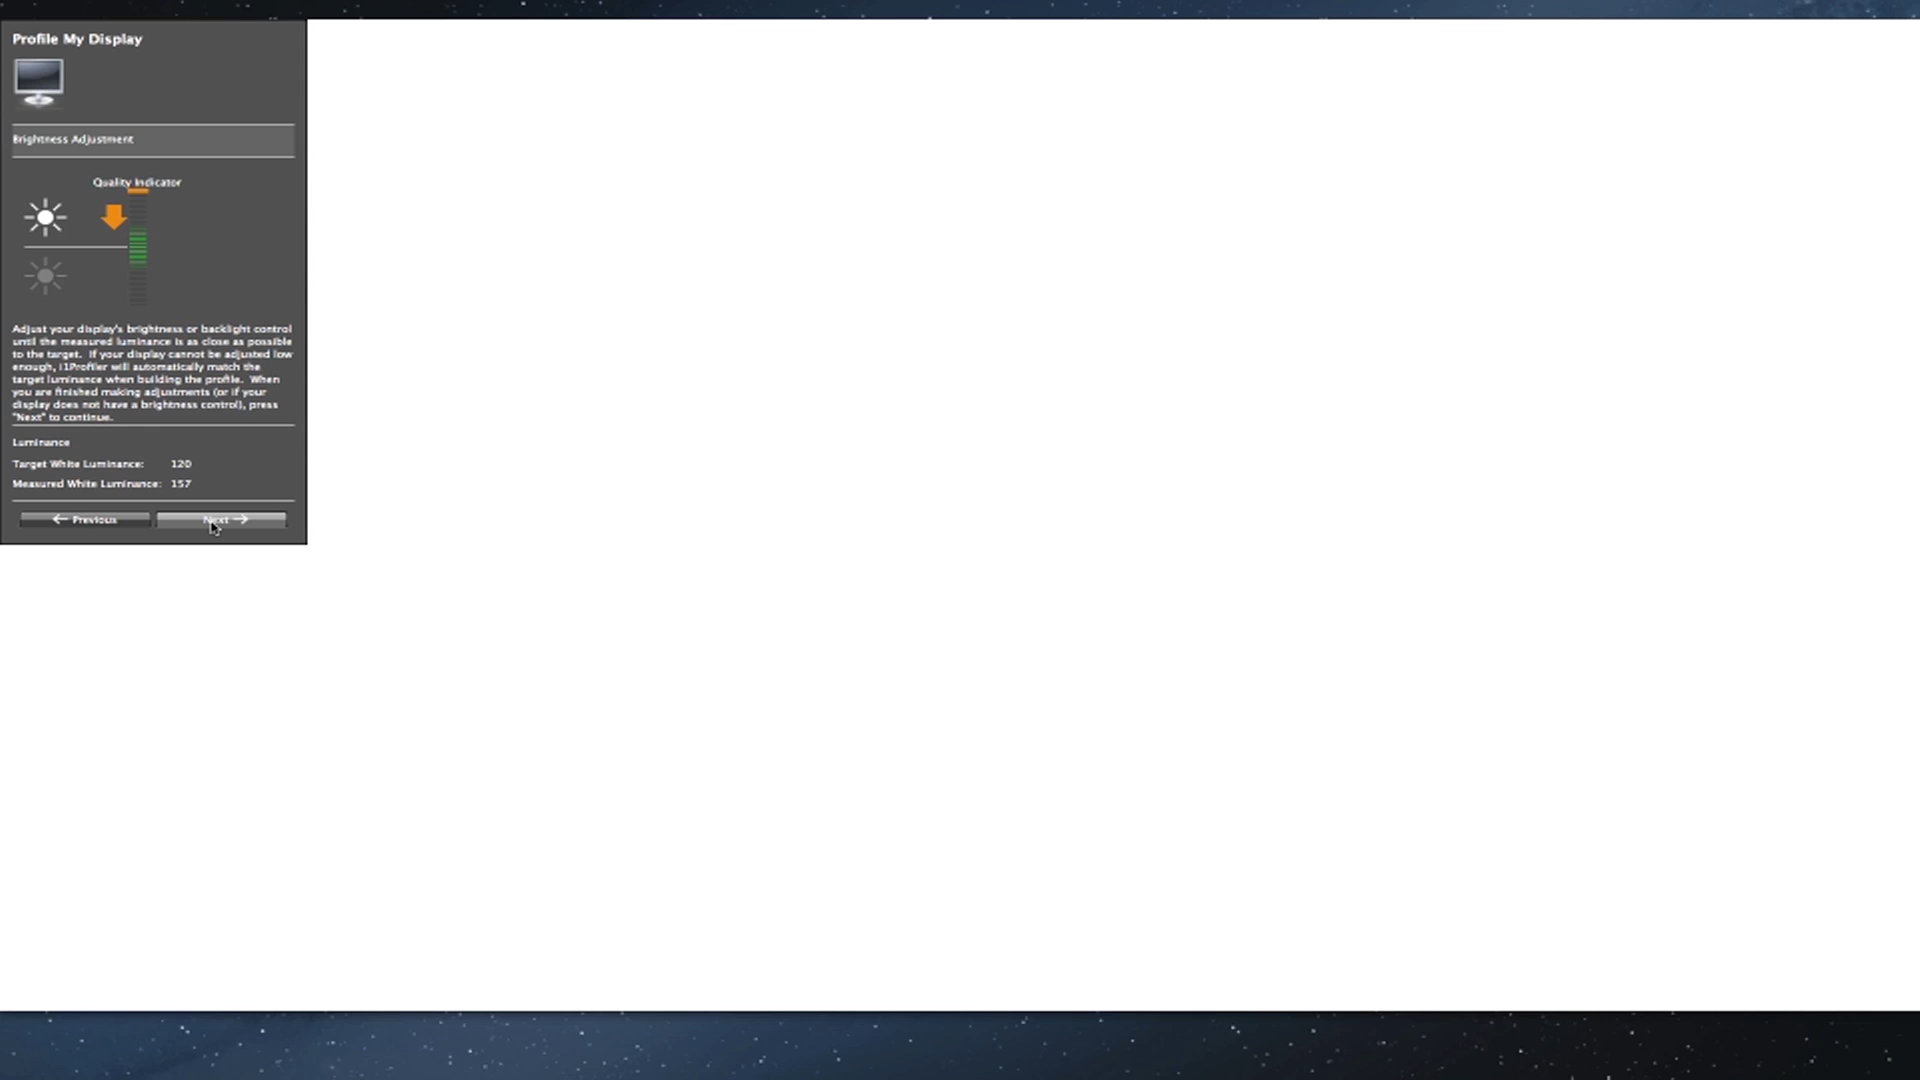 Profile My Display
Brightness Adjustment
Quality Indicator
Adjust your display's brightness or backlight control
until the measured luminance is as close as possible
to the target. If your display cannot be adjusted low
enough, i1Profiler will automatically match the
target luminance when building the profile. When
you are finished making adjustments (or if your
display does not have a brightness control), press
"Next" to continue.
Luminance
Target White Luminance: 120
Measured White Luminance: 157
← Previous Next →